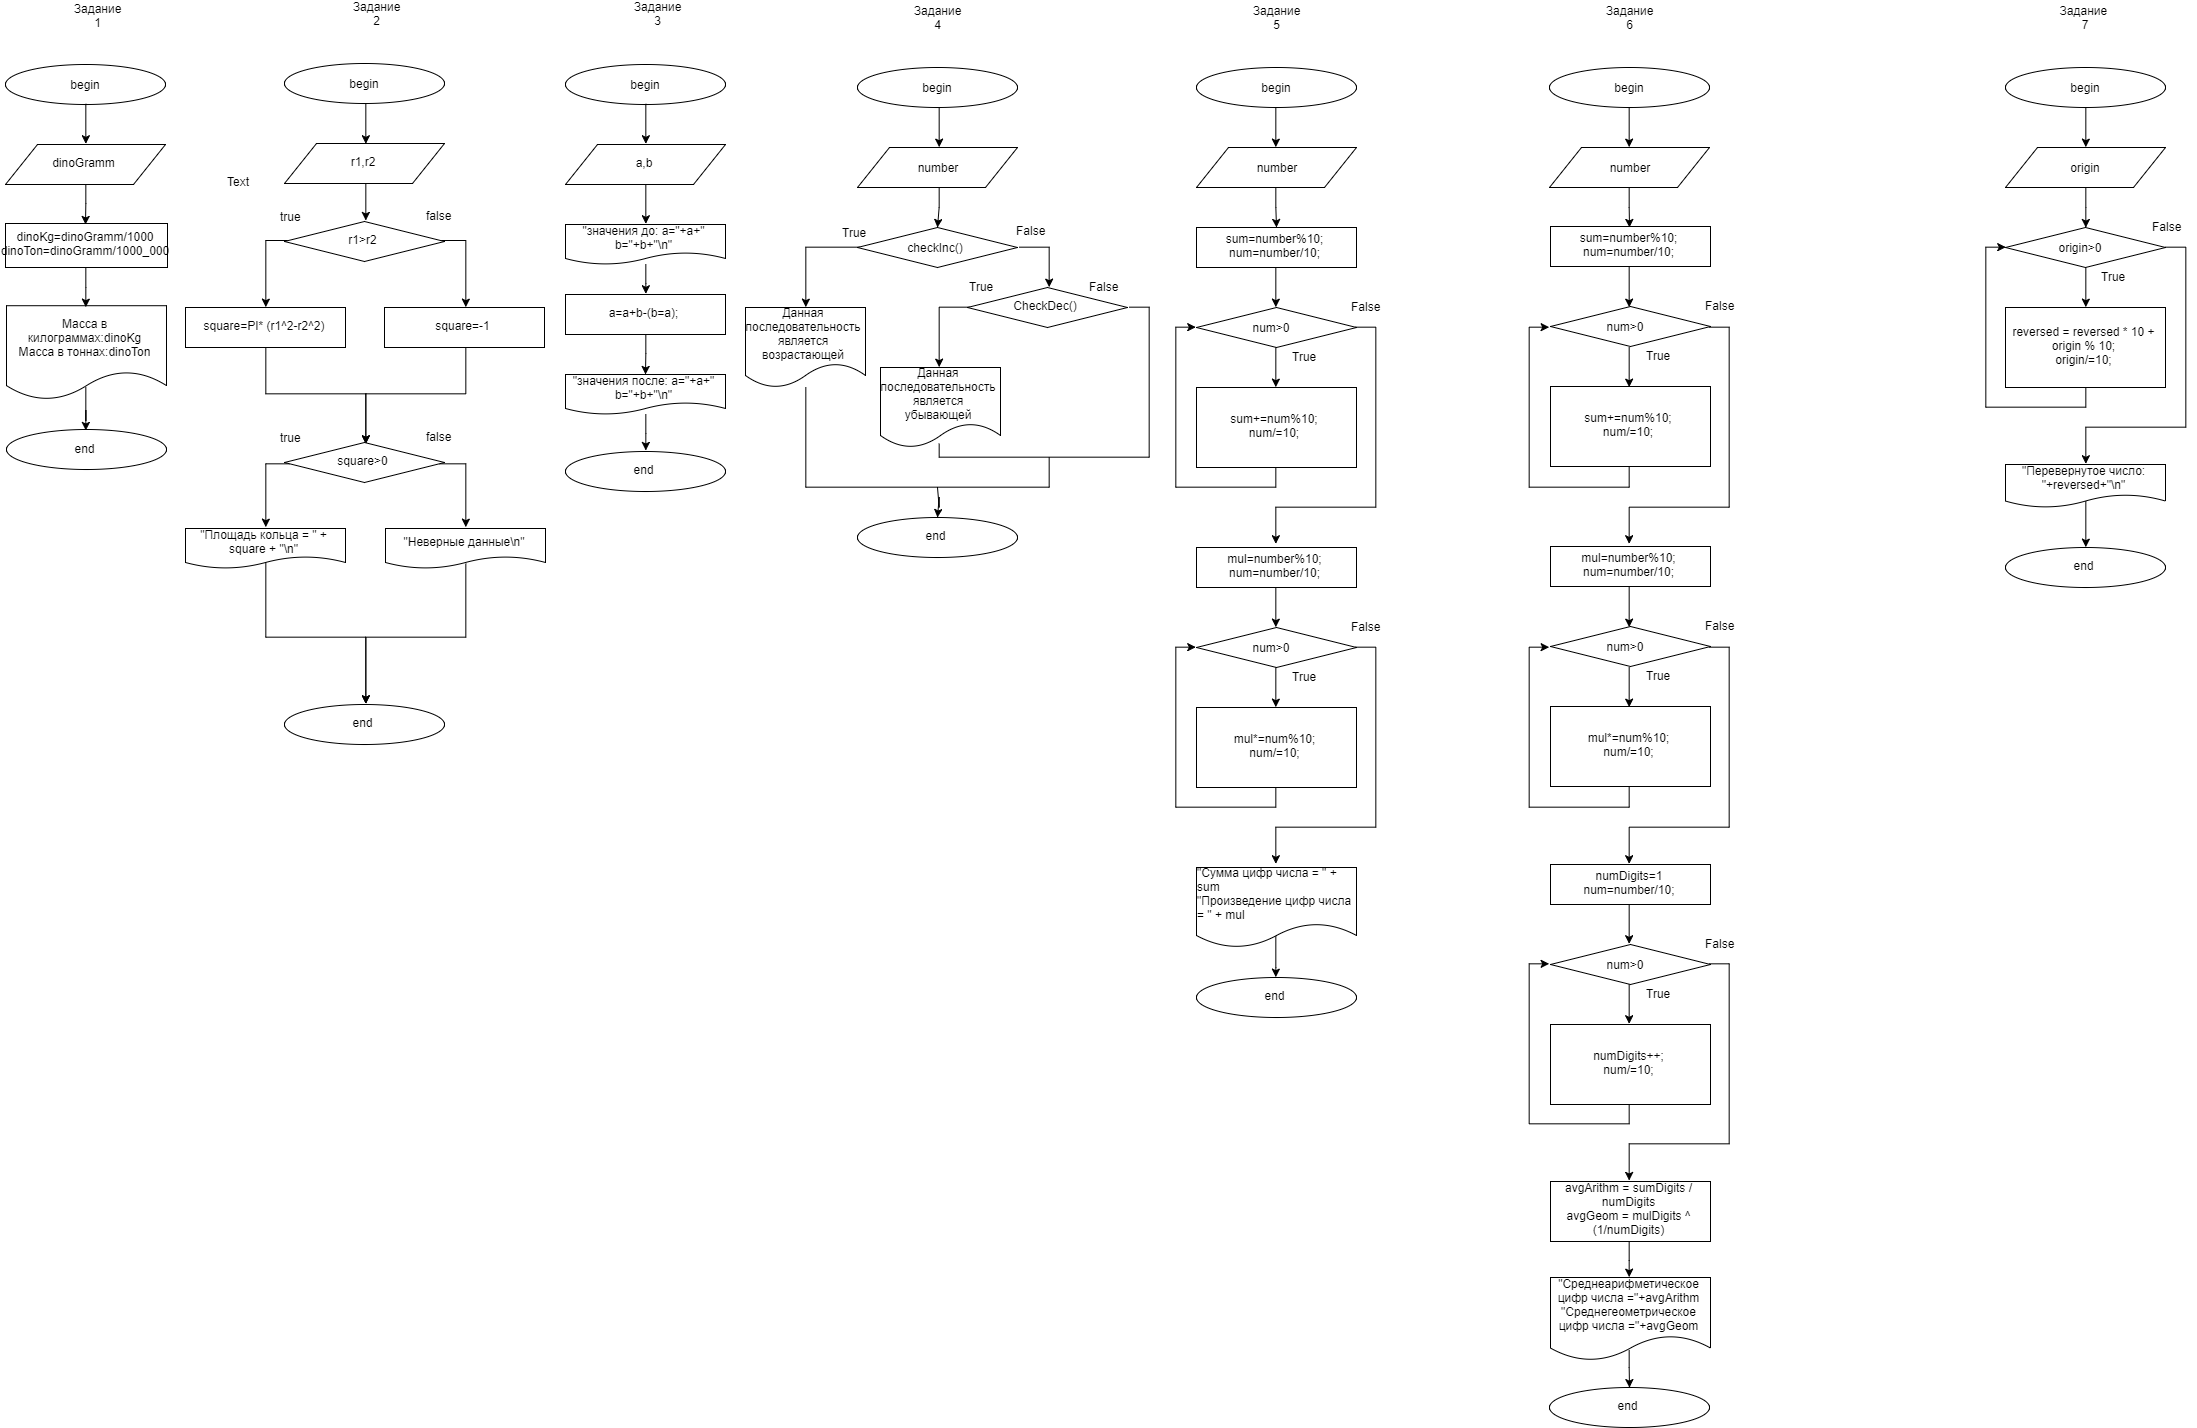 Задание
1
begin
dinoGramm
dinoKg=dinoGramm/1000
dinoTon=dinoGramm/1000_000
Масса в
килограммах:dinoKg
Масса в тоннах:dinoTon
end
Задание
2
begin
r1,r2
Text
true
false
r1>r2
square=PI* (r1^2-r2^2)
square=-1
true
false
square>0
"Площадь кольца = " +
square + "\n"
"Неверные данные\n"
end
Задание
3
begin
a,b
"значения до: a="+a+"
b="+b+"\n"
a=a+b-(b=a);
"значения после: a="+a+"
b="+b+"\n"
end
Задание
4
begin
number
True
False
checkInc()
Данная
последовательность
является
возрастающей
True
False
CheckDec()
Данная
последовательность
является
убывающей
end
Задание
5
begin
number
sum=number%10;
num=number/10;
False
num>0
True
sum+=num%10;
num/=10;
mul=number%10;
num=number/10;
False
num>0
True
mul*=num%10;
num/=10;
"Сумма цифр числа = " +
sum
"Произведение цифр числа
= " + mul
end
Задание
6
begin
number
sum=number%10;
num=number/10;
False
num>0
True
sum+=num%10;
num/=10;
mul=number%10;
num=number/10;
False
num>0
True
mul*=num%10;
num/=10;
numDigits=1
num=number/10;
False
num>0
True
numDigits++;
num/=10;
avgArithm = sumDigits /
numDigits
avgGeom = mulDigits ^
(1/numDigits)
"Среднеарифметическое
цифр числа ="+avgArithm
"Среднегеометрическое
цифр числа ="+avgGeom
end
Задание
7
begin
origin
False
origin>0
True
reversed = reversed * 10 +
origin % 10;
origin/=10;
"Перевернутое число:
"+reversed+"\n"
end